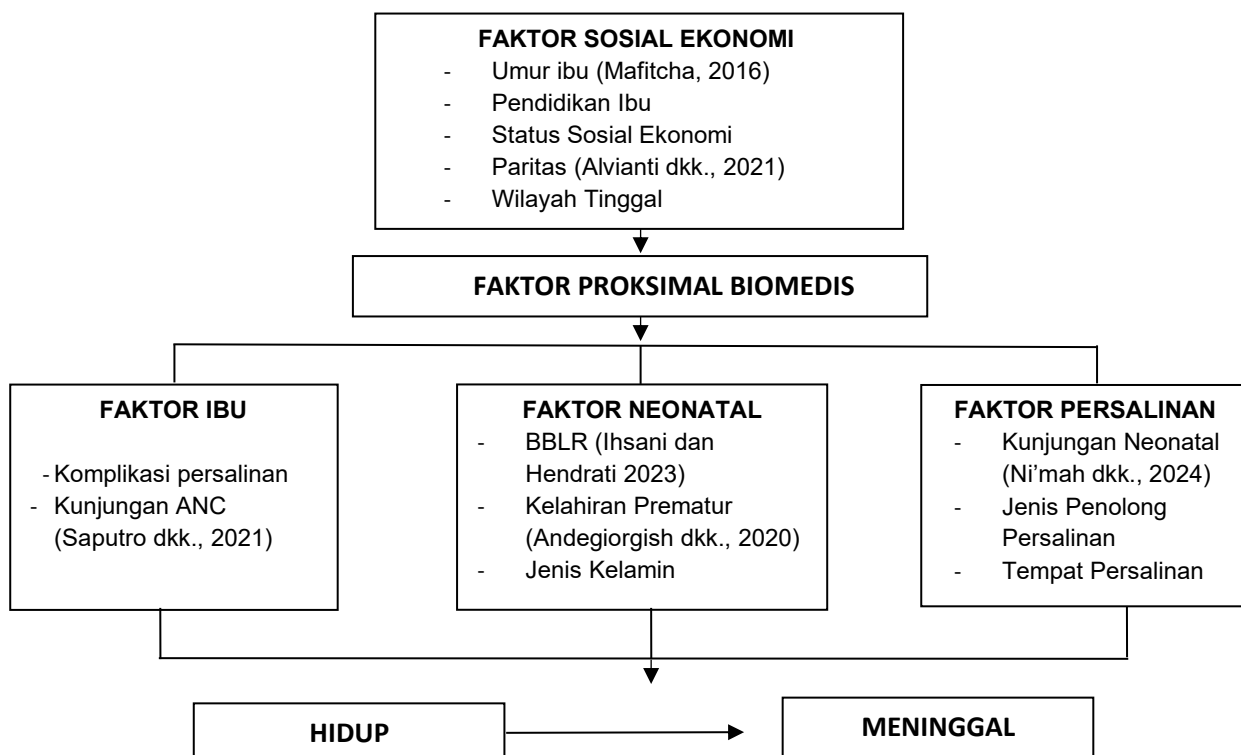 FAKTOR SOSIAL EKONOMI
- Umur ibu (Mafitcha, 2016)
- Pendidikan Ibu
- Status Sosial Ekonomi
- Paritas (Alvianti dkk., 2021)
- Wilayah Tinggal
FAKTOR PROKSIMAL BIOMEDIS
FAKTOR IBU
- Komplikasi persalinan
- Kunjungan ANC
(Saputro dkk., 2021)
FAKTOR NEONATAL
- BBLR (Ihsani dan
Hendrati 2023)
- Kelahiran Prematur
(Andegiorgish dkk., 2020)
- Jenis Kelamin
FAKTOR PERSALINAN
- Kunjungan Neonatal
(Ni’mah dkk., 2024)
- Jenis Penolong
Persalinan
- Tempat Persalinan
HIDUP
MENINGGAL